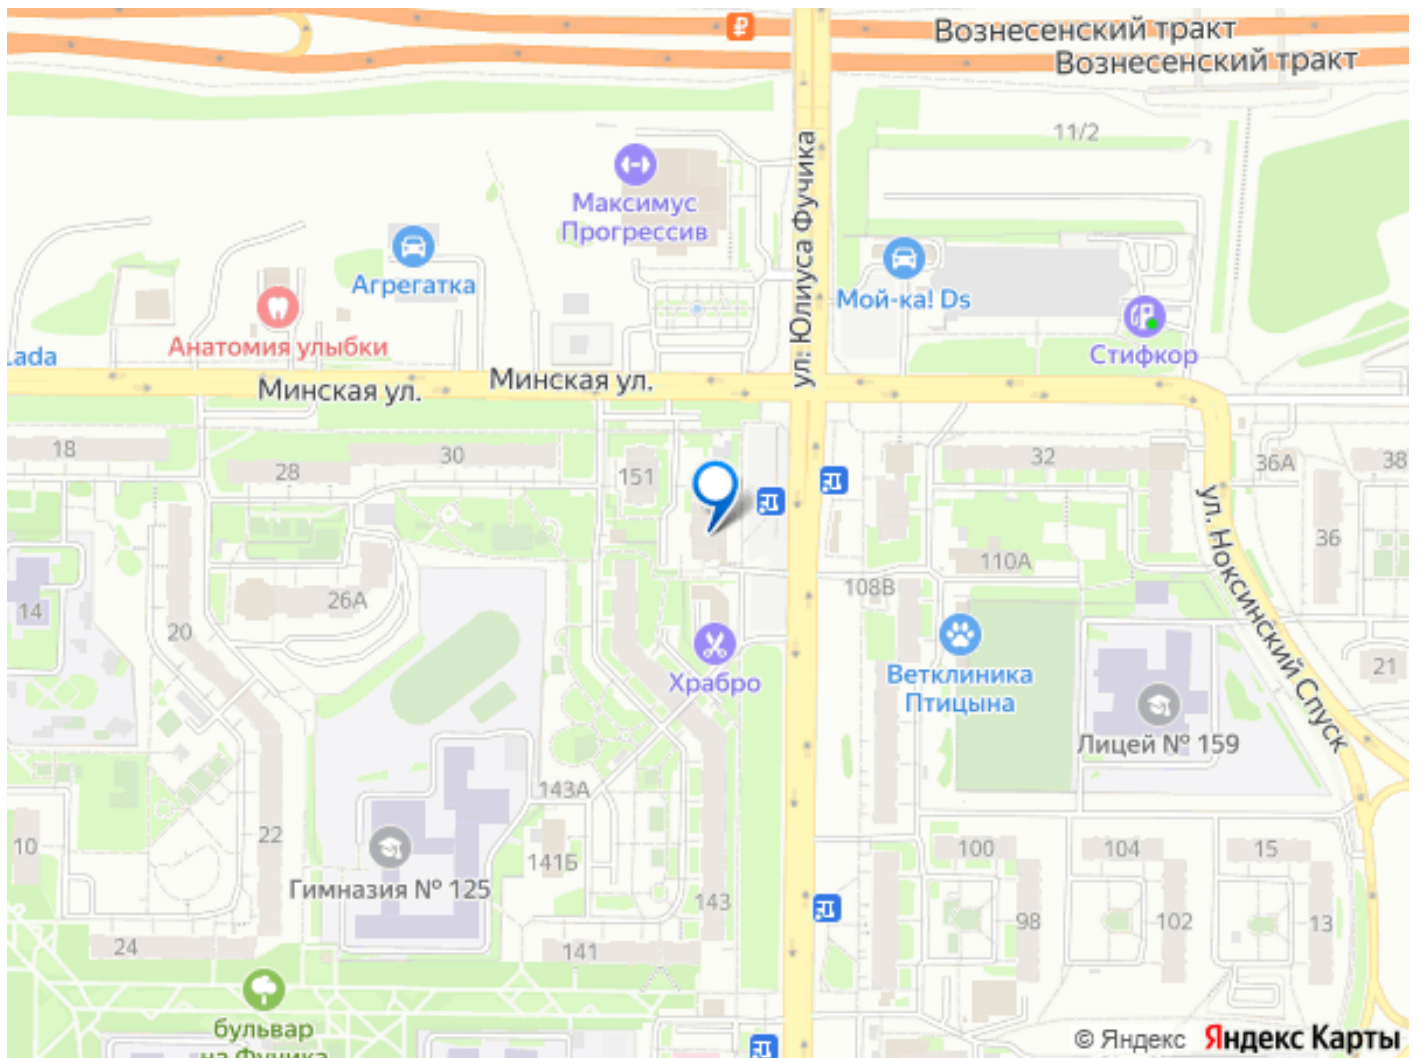 Вознесенский тракт
Вознесенский тракт
11/2
ул. Юлиуса Фучика
Максимус
Прогрессив
Агрегатка
Мой-ка! Ds
Стифкор
Анатомия улыбки
Lada
Минская ул.
Минская ул.
18
28
30
151
32
36А
38
ул. Ноксинский Спуск
36
110А
108В
14
26А
20
21
Храбро
Ветклиника
Птицына
Лицей № 159
143А
22
10
141Б
100
104
15
Гимназия № 125
143
98
102
13
24
141
бульвар
на Фучика
© Яндекс Яндекс Карты